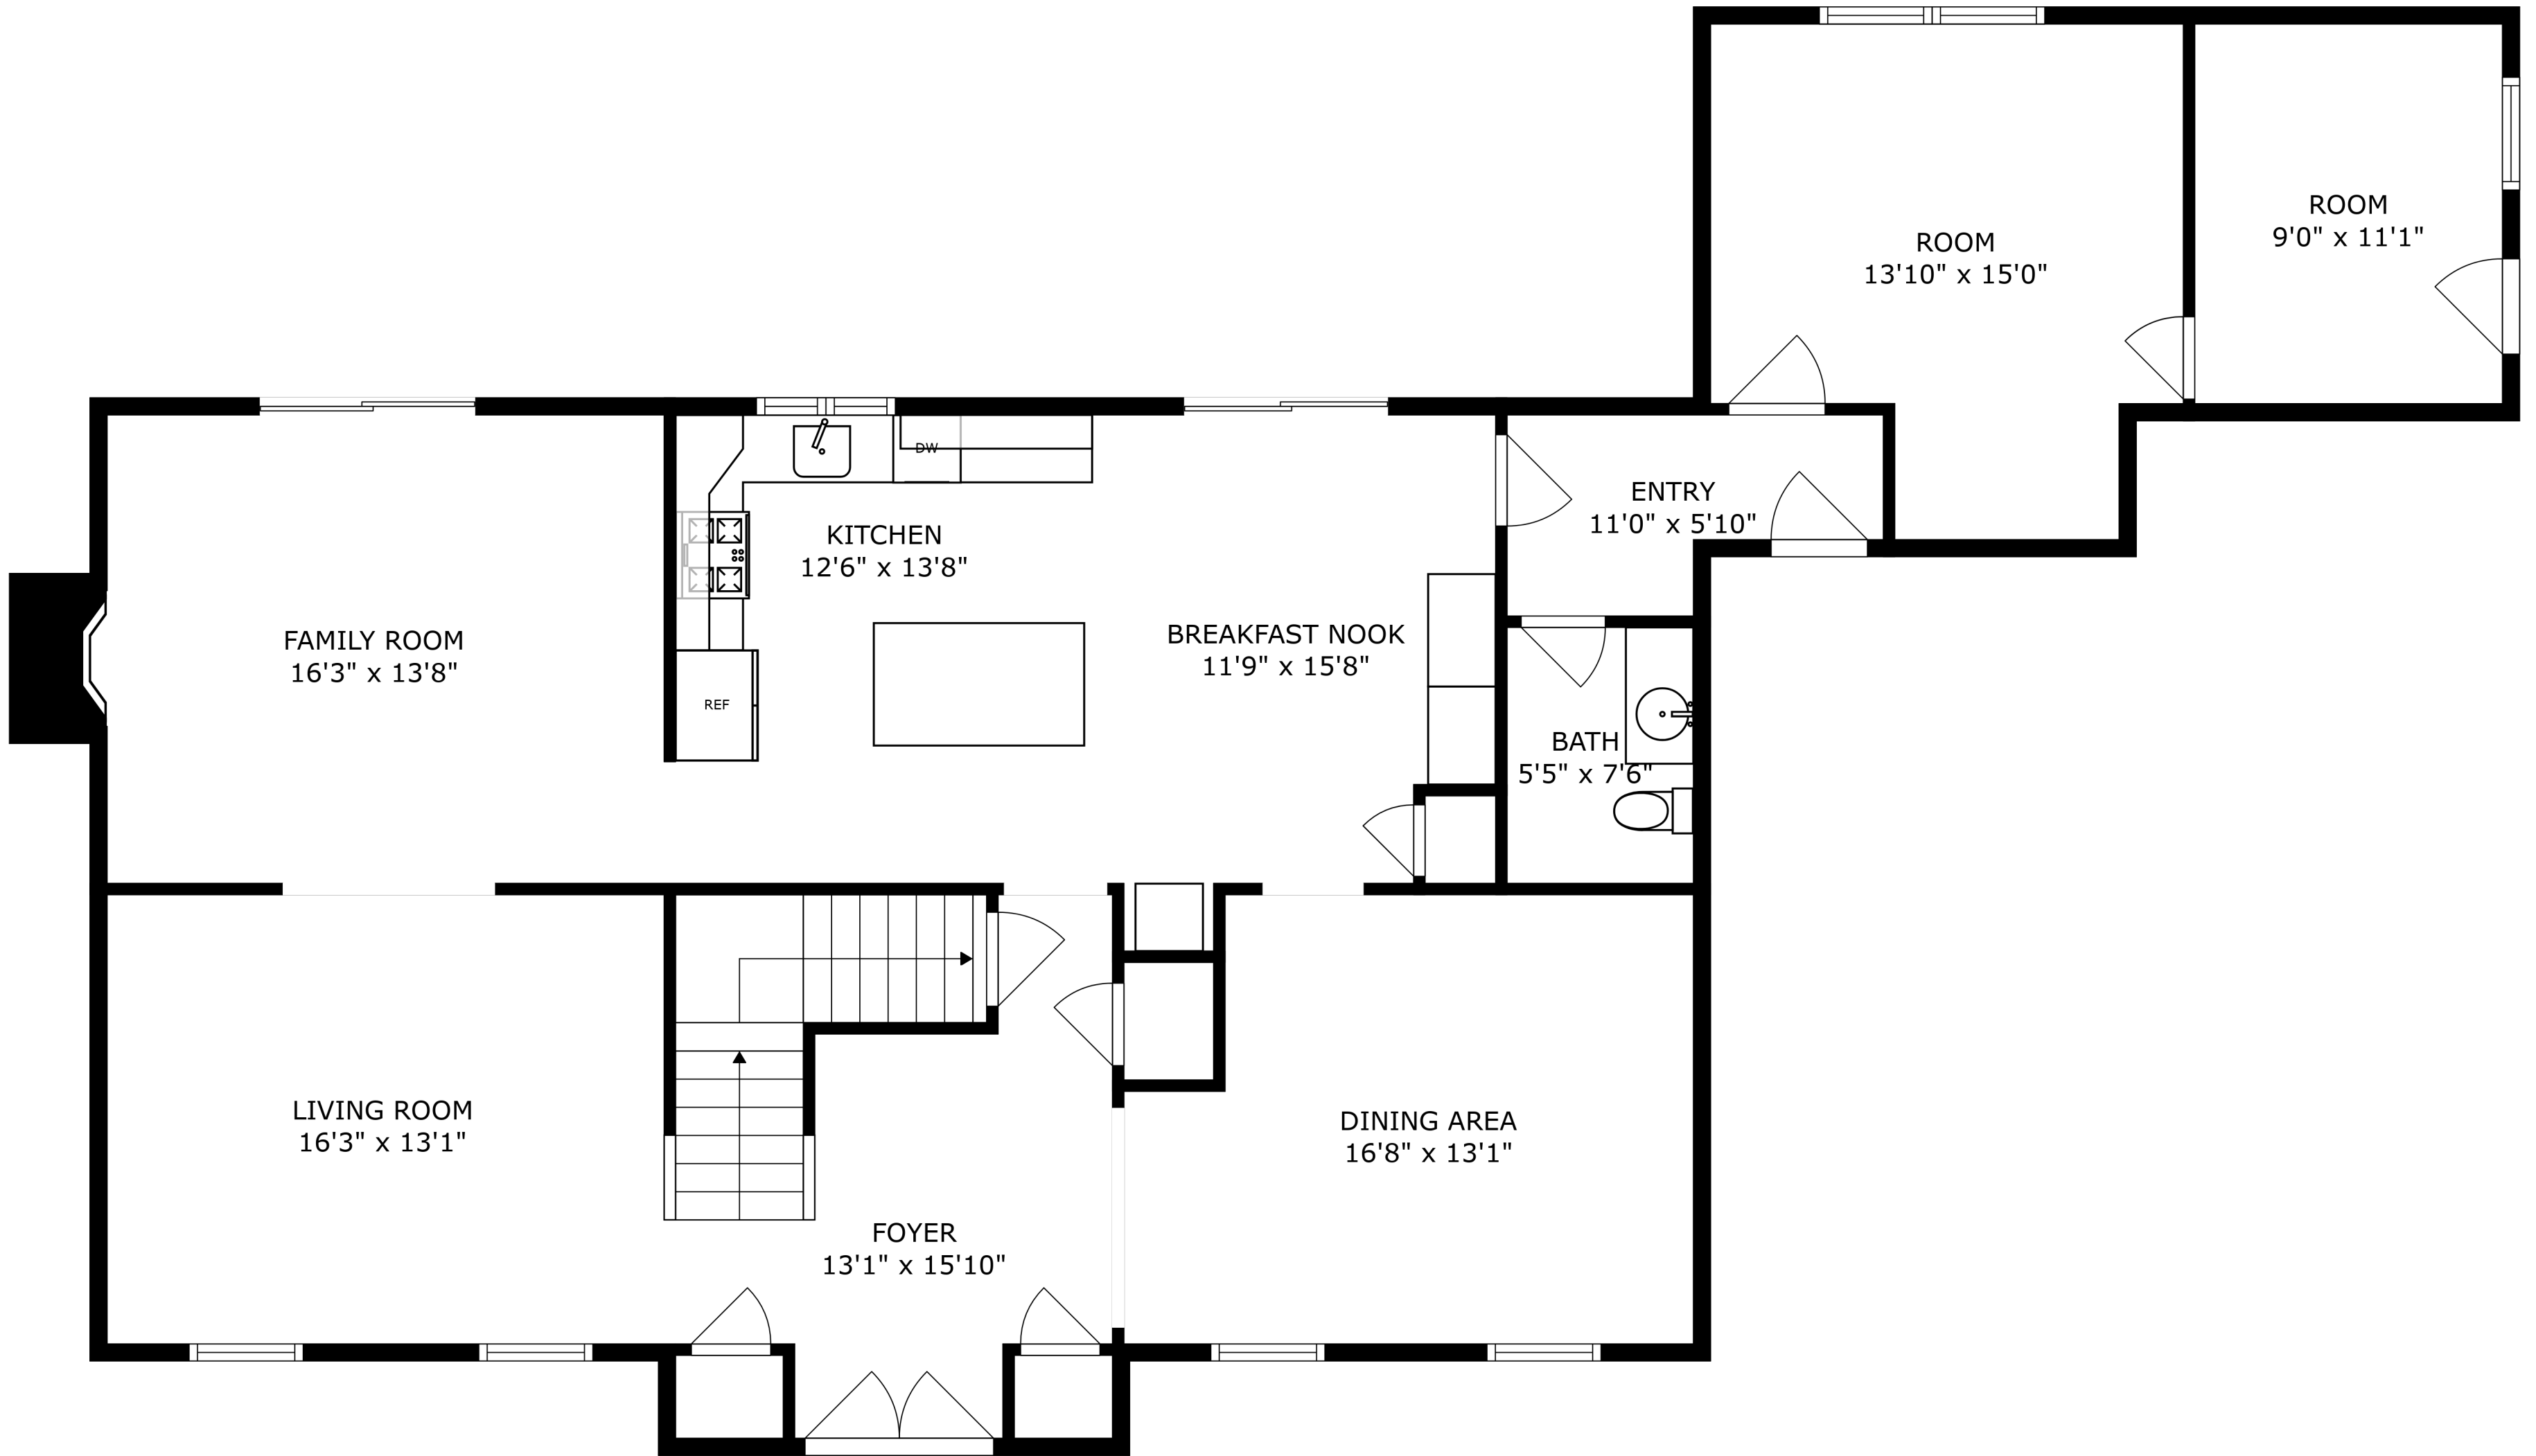 ROOM
9'0" x 11'1"
ROOM
13'10" x 15'0"
DW
ENTRY
11'0" x 5'10"
KITCHEN
12'6" x 13'8"
FAMILY ROOM
16'3" x 13'8"
BREAKFAST NOOK
11'9" x 15'8"
REF
BATH
5'5" x 7'6"
LIVING ROOM
16'3" x 13'1"
DINING AREA
16'8" x 13'1"
FOYER
13'1" x 15'10"